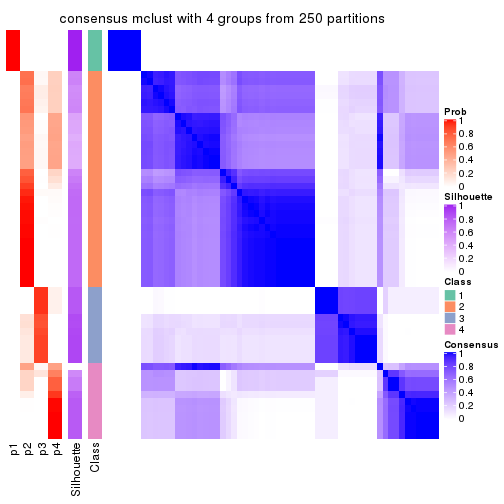 consensus mclust with 4 groups from 250 partitions
Prob
1
0.8
0.6
0.4
0.2
0
Silhouette
1
0.8
0.6
0.4
0.2
0
Class
1
2
3
4
Consensus
1
0.8
0.6
0.4
0.2
0
p1
p2
p3
p4
Silhouette
Class